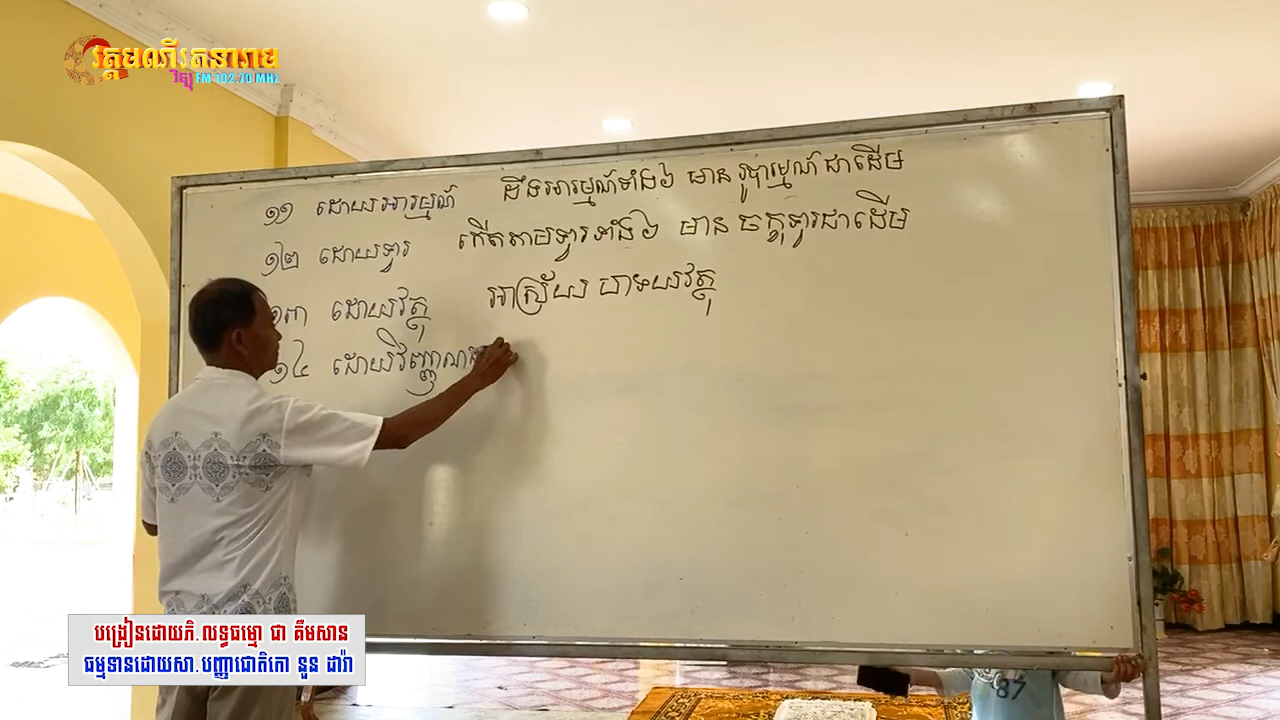 វត្តមណីរតនារាម
វិទ្យុ FM 102.70 MHz
១១ ដោយអារម្មណ៍ ដឹងអារម្មណ៍ទាំង៦ មាន រូបារម្មណ៍ ជាដើម
១២ ដោយទ្វារ កើតតាមទ្វារទាំង៦ មាន ចក្ខុទ្វារជាដើម
១៣ ដោយវត្ថុ អាស្រ័យ ហទយវត្ថុ
១៤ ដោយវិញ្ញាណ
បង្រៀនដោយភិ.លទ្ធធម្មោ ជា គឹមសាន
ធម្មទានដោយសា.បញ្ញាជោតិកោ នួន ដារ៉ា